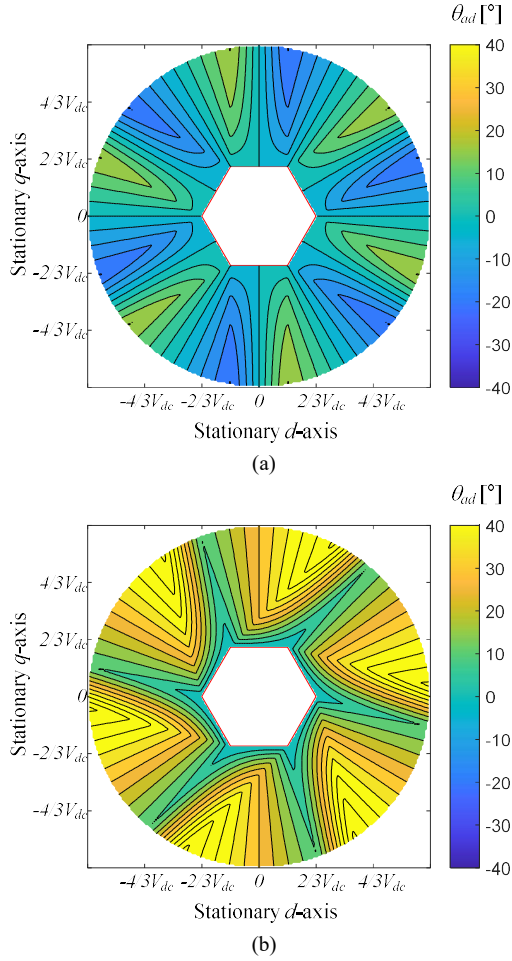 θad [°]
40
30
20
10
0
-10
-20
-30
-40
4/3Vdc
2/3Vdc
0
-2/3Vdc
-4/3Vdc
Stationary q-axis
-4/3Vdc -2/3Vdc 0 2/3Vdc 4/3Vdc
Stationary d-axis
(a)
θad [°]
40
30
20
10
0
-10
-20
-30
-40
4/3Vdc
2/3Vdc
0
-2/3Vdc
-4/3Vdc
Stationary q-axis
-4/3Vdc -2/3Vdc 0 2/3Vdc 4/3Vdc
Stationary d-axis
(b)